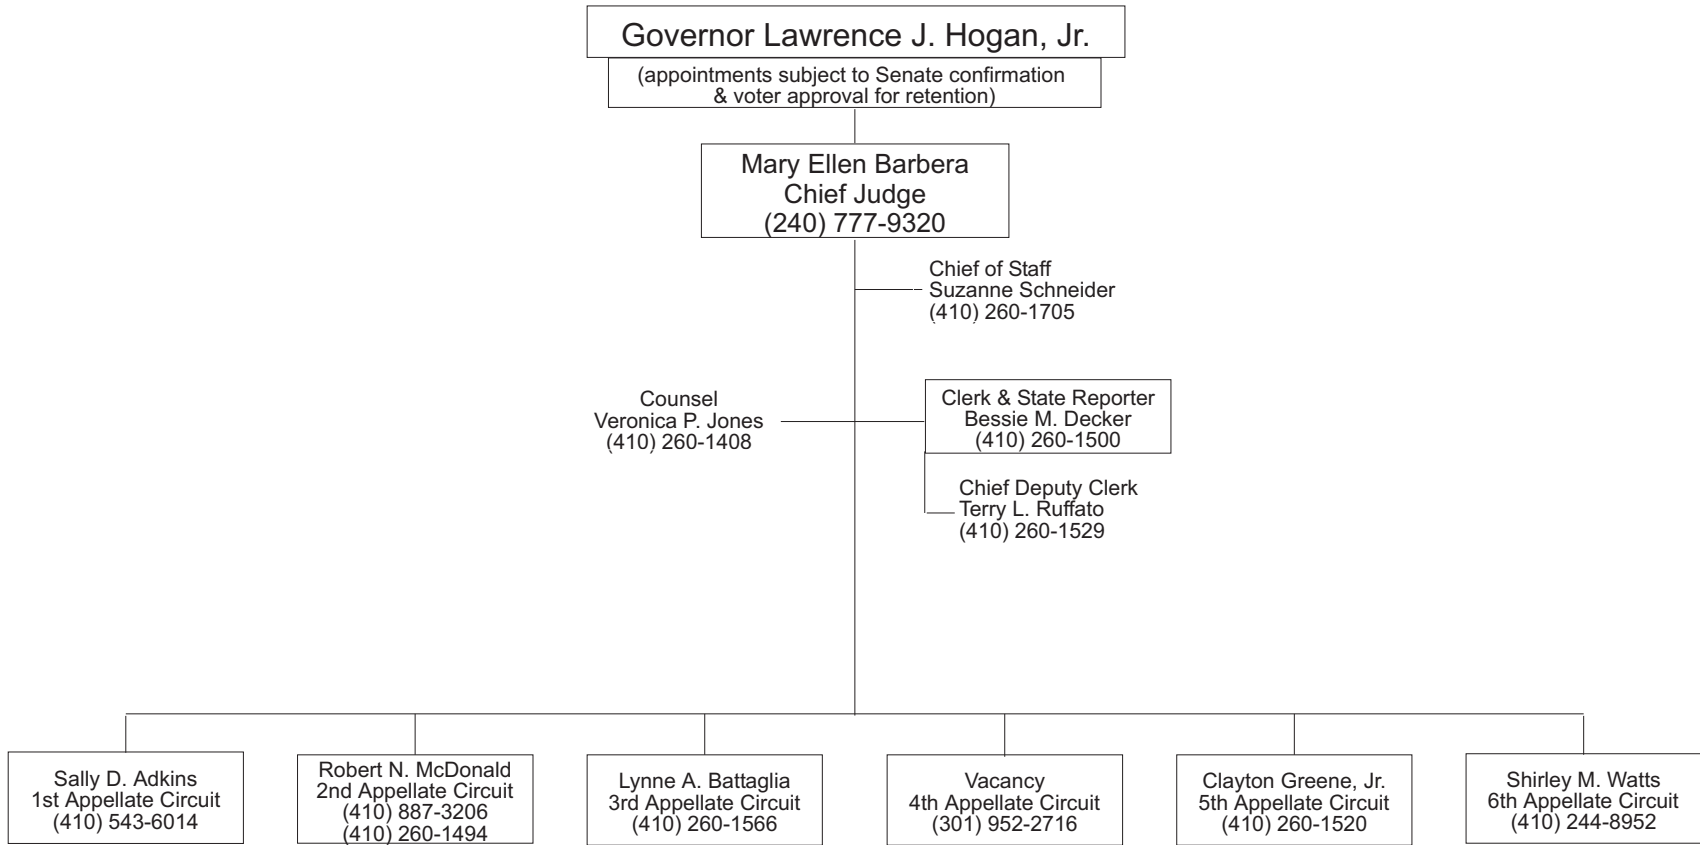 Governor Lawrence J. Hogan, Jr.
(appointments subject to Senate confirmation
& voter approval for retention)
Mary Ellen Barbera
Chief Judge
(240) 777-9320
Chief of Staff
Suzanne Schneider
(410) 260-1705
Counsel
Veronica P. Jones
(410) 260-1408
Clerk & State Reporter
Bessie M. Decker
(410) 260-1500
Chief Deputy Clerk
Terry L. Ruffato
(410) 260-1529
Sally D. Adkins
1st Appellate Circuit
(410) 543-6014
Robert N. McDonald
2nd Appellate Circuit
(410) 887-3206
(410) 260-1494
Lynne A. Battaglia
3rd Appellate Circuit
(410) 260-1566
Vacancy
4th Appellate Circuit
(301) 952-2716
Clayton Greene, Jr.
5th Appellate Circuit
(410) 260-1520
Shirley M. Watts
6th Appellate Circuit
(410) 244-8952